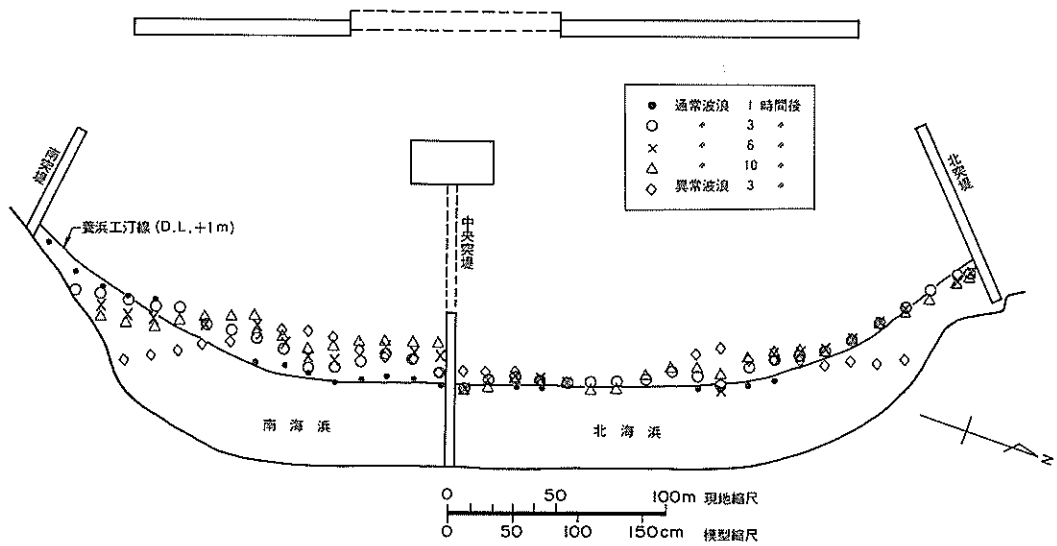 ● 通常波浪 1 時間後
○ 〃 3 〃
× 〃 6 〃
△ 〃 10 〃
◇ 異常波浪 3 〃
南突堤
北突堤
養浜工汀線 (D.L.+1m)
中央突堤
南海浜
北海浜
N
0 50 100m 現地縮尺
0 50 100 150cm 模型縮尺